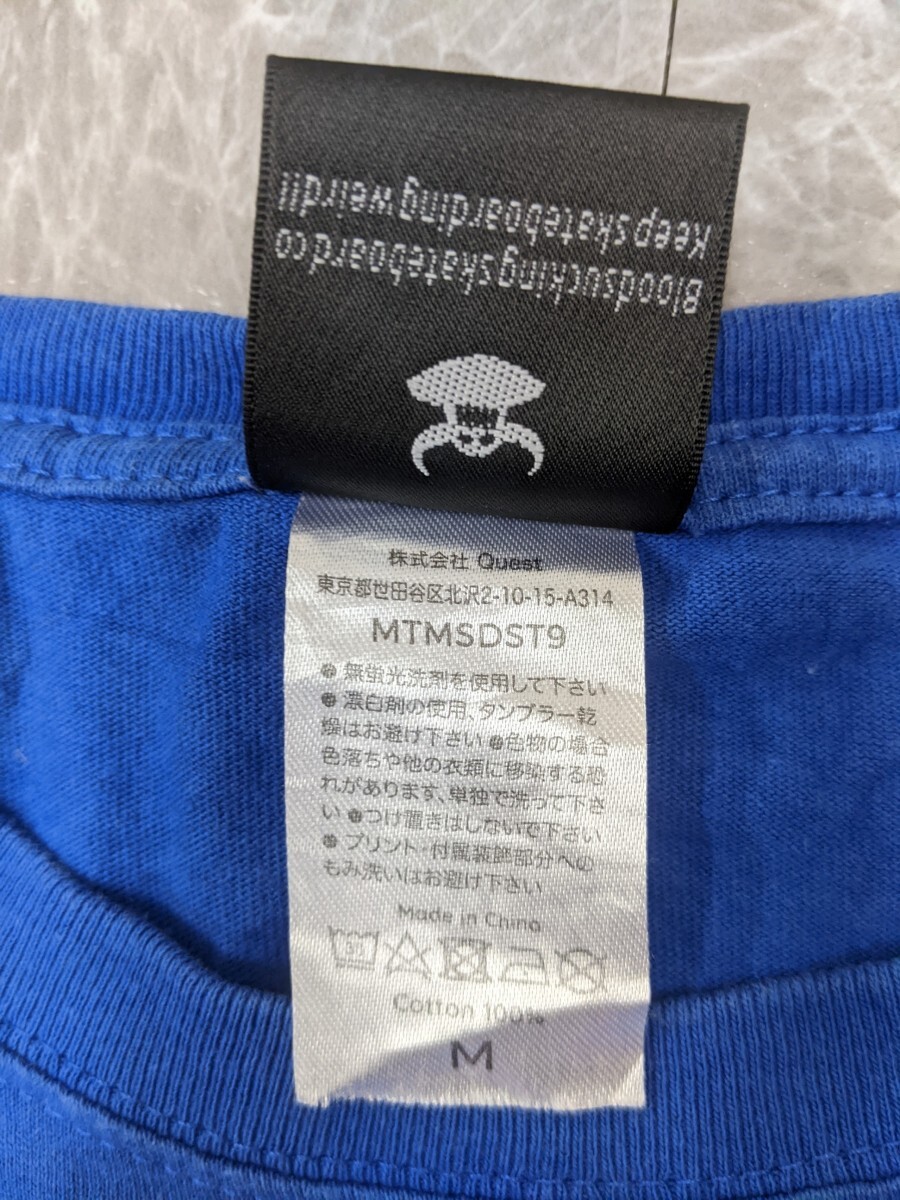 Bloodsuckingskateboardco
Keepskateboarding weird!!
株式会社 Quest
東京都世田谷区北沢2-10-15-A314
MTMSDST9
● 無蛍光洗剤を使用して下さい
● 漂白剤の使用、タンブラー乾
燥はお避け下さい ●色物の場合
色落ちや他の衣類に移染する恐
れがあります、単独で洗って下さ
い ●つけ置きはしないで下さい
● プリント・付属装飾部分への
もみ洗いはお避け下さい
Made in China
Cotton 100%
M